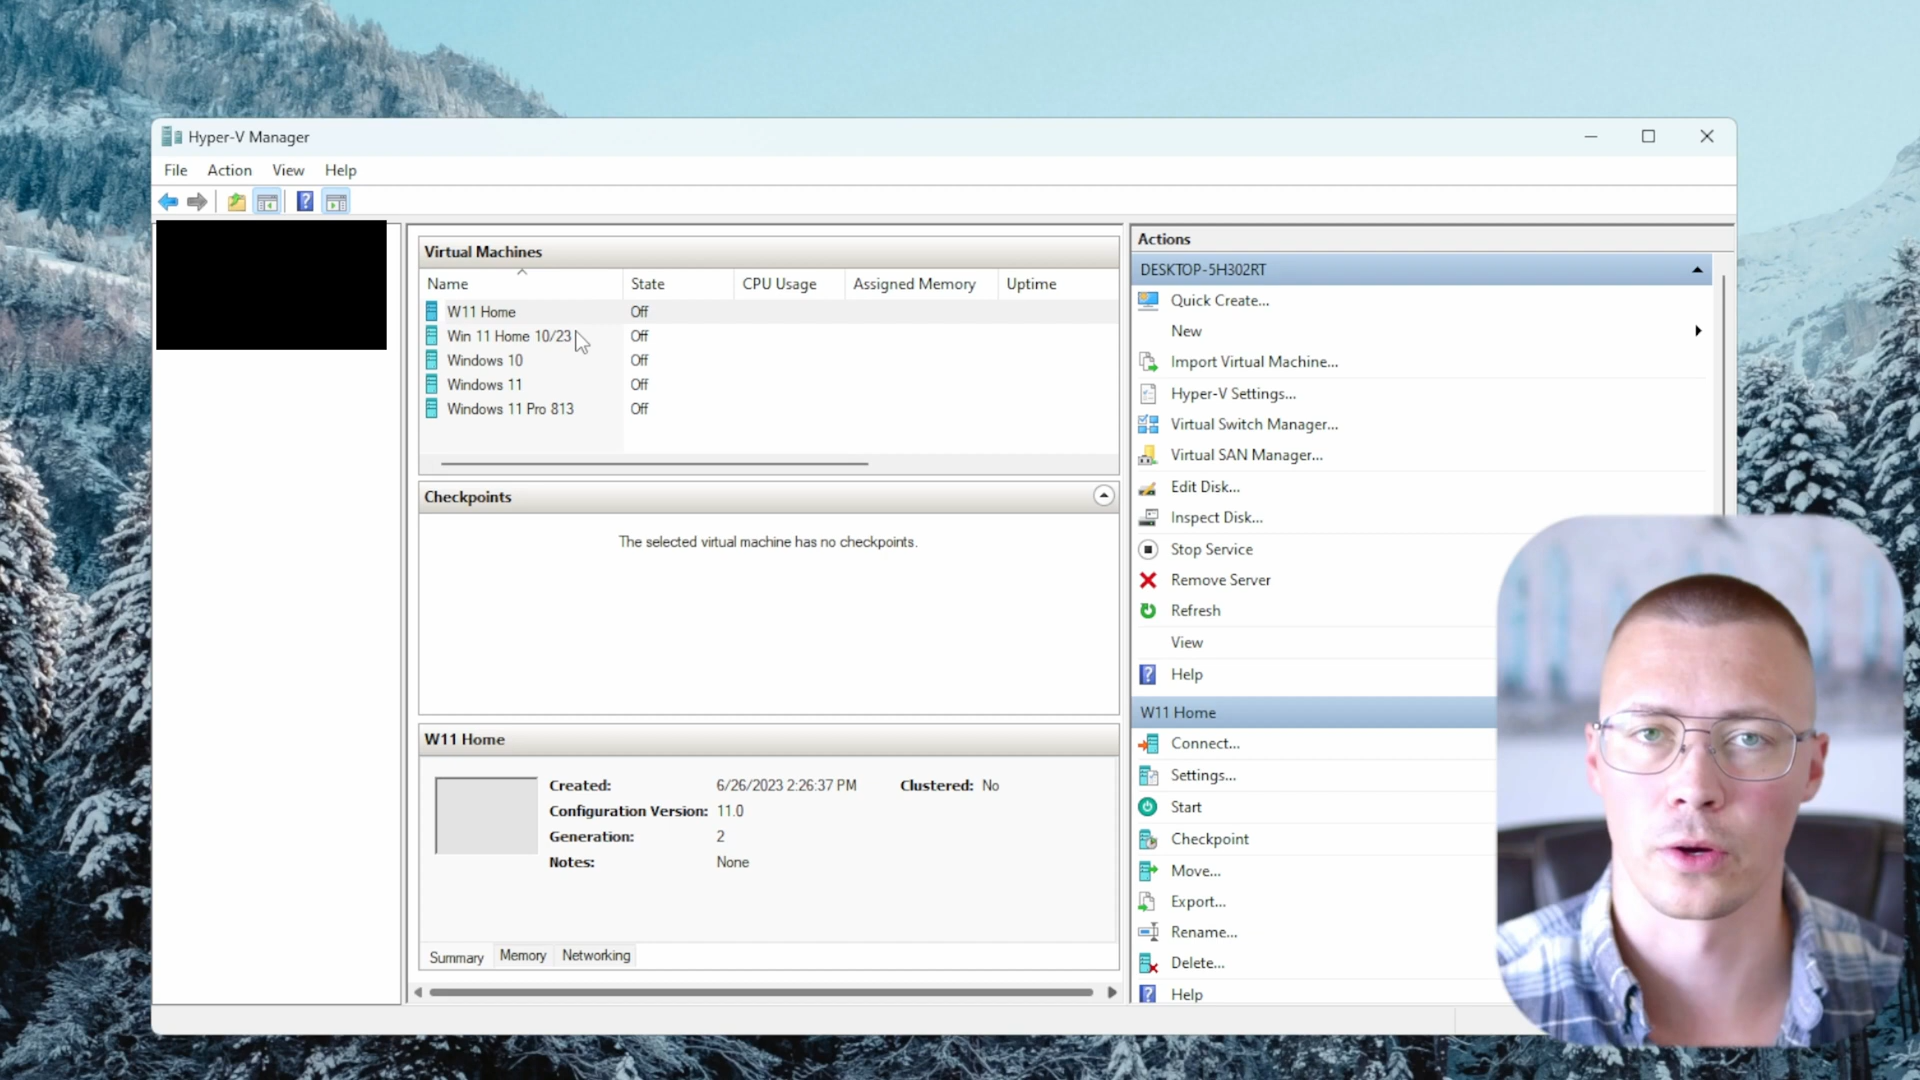 Hyper-V Manager
File Action View Help
Virtual Machines
Name State CPU Usage Assigned Memory Uptime
W11 Home Off
Win 11 Home 10/23 Off
Windows 10 Off
Windows 11 Off
Windows 11 Pro 813 Off
Checkpoints
The selected virtual machine has no checkpoints.
W11 Home
Created: 6/26/2023 2:26:37 PM Clustered: No
Configuration Version: 11.0
Generation: 2
Notes: None
Summary Memory Networking
Actions
DESKTOP-5H302RT
Quick Create...
New
Import Virtual Machine...
Hyper-V Settings...
Virtual Switch Manager...
Virtual SAN Manager...
Edit Disk...
Inspect Disk...
Stop Service
Remove Server
Refresh
View
Help
W11 Home
Connect...
Settings...
Start
Checkpoint
Move...
Export...
Rename...
Delete...
Help